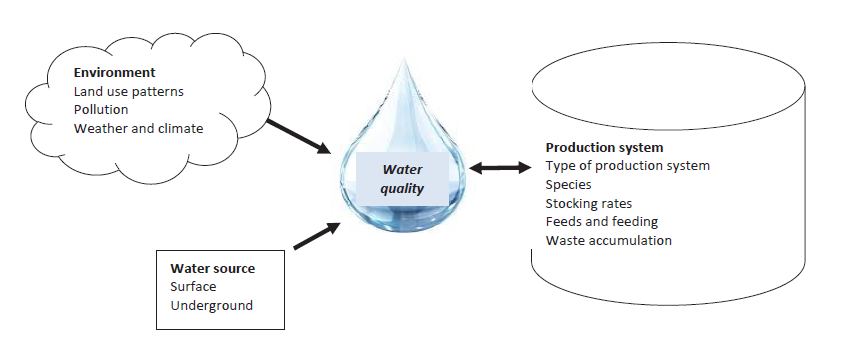 Environment
Land use patterns
Pollution
Weather and climate
Water
quality
Production system
Type of production system
Species
Stocking rates
Feeds and feeding
Waste accumulation
Water source
Surface
Underground